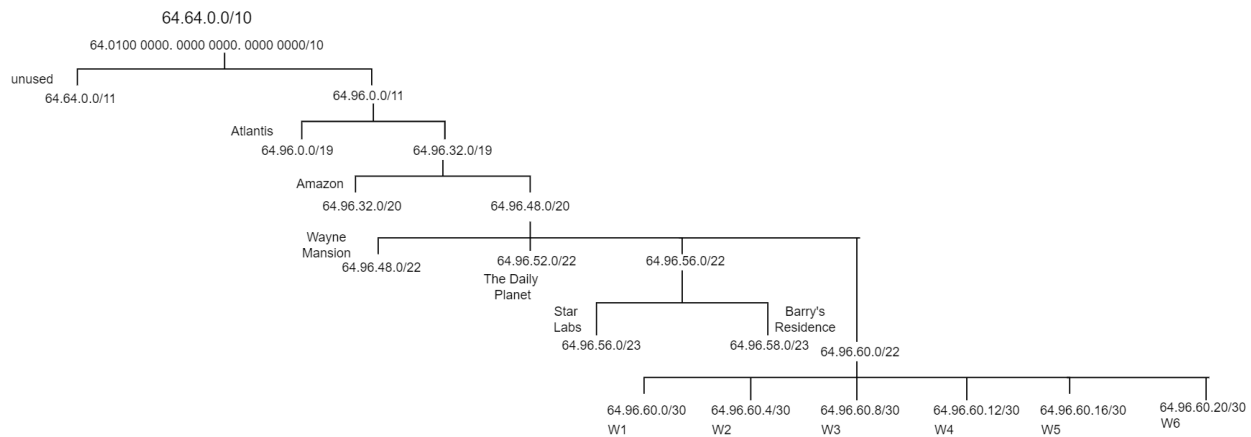 64.64.0.0/10
64.0100 0000. 0000 0000. 0000 0000/10
unused
64.64.0.0/11
64.96.0.0/11
Atlantis
64.96.0.0/19
64.96.32.0/19
Amazon
64.96.32.0/20
64.96.48.0/20
Wayne
Mansion
64.96.48.0/22
64.96.52.0/22
The Daily
Planet
64.96.56.0/22
Star
Labs
64.96.56.0/23
Barry's
Residence
64.96.58.0/23
64.96.60.0/22
64.96.60.0/30
W1
64.96.60.4/30
W2
64.96.60.8/30
W3
64.96.60.12/30
W4
64.96.60.16/30
W5
64.96.60.20/30
W6